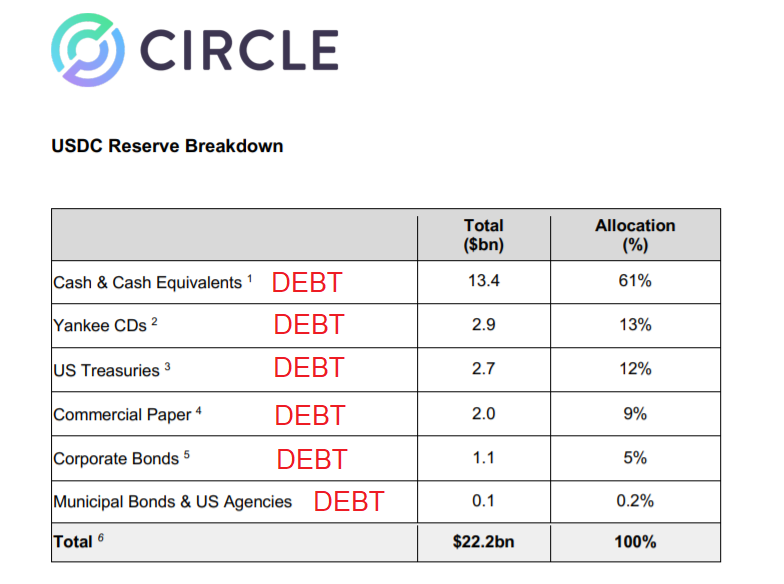 CIRCLE
USDC Reserve Breakdown
Total ($bn) Allocation (%)
Cash & Cash Equivalents 1 DEBT 13.4 61%
Yankee CDs 2 DEBT 2.9 13%
US Treasuries 3 DEBT 2.7 12%
Commercial Paper 4 DEBT 2.0 9%
Corporate Bonds 5 DEBT 1.1 5%
Municipal Bonds & US Agencies DEBT 0.1 0.2%
Total 6 $22.2bn 100%